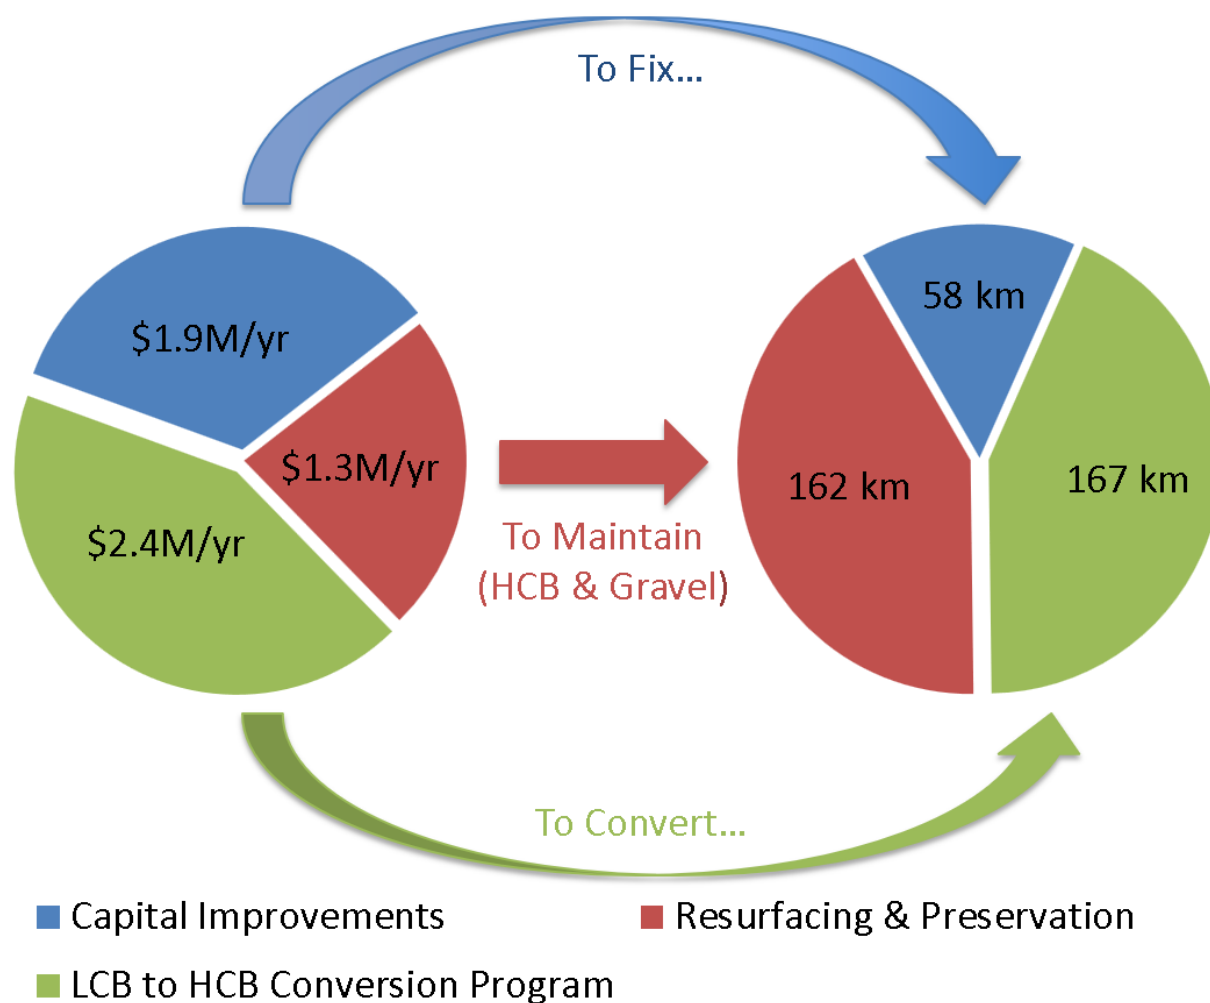 To Fix...
$1.9M/yr
58 km
$1.3M/yr
162 km
167 km
$2.4M/yr
To Maintain
(HCB & Gravel)
To Convert...
Capital Improvements
Resurfacing & Preservation
LCB to HCB Conversion Program